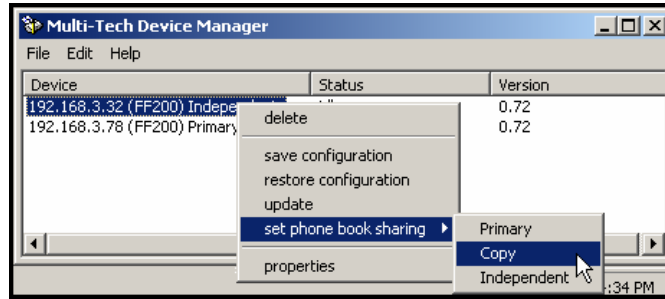 Multi-Tech Device Manager
File Edit Help
Device Status Version
192.168.3.32 (FF200) 0.72
192.168.3.78 (FF200) Primary 0.72
delete
save configuration
restore configuration
update
set phone book sharing
properties
Primary
Copy
Independent
:34 PM